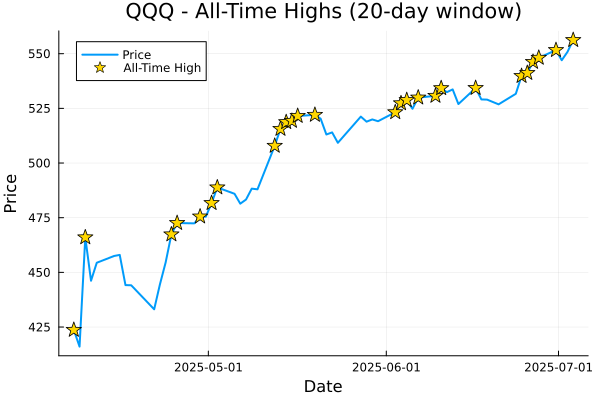 QQQ - All-Time Highs (20-day window)
Price
All-Time High
550
525
500
475
450
425
Price
2025-05-01
2025-06-01
2025-07-01
Date